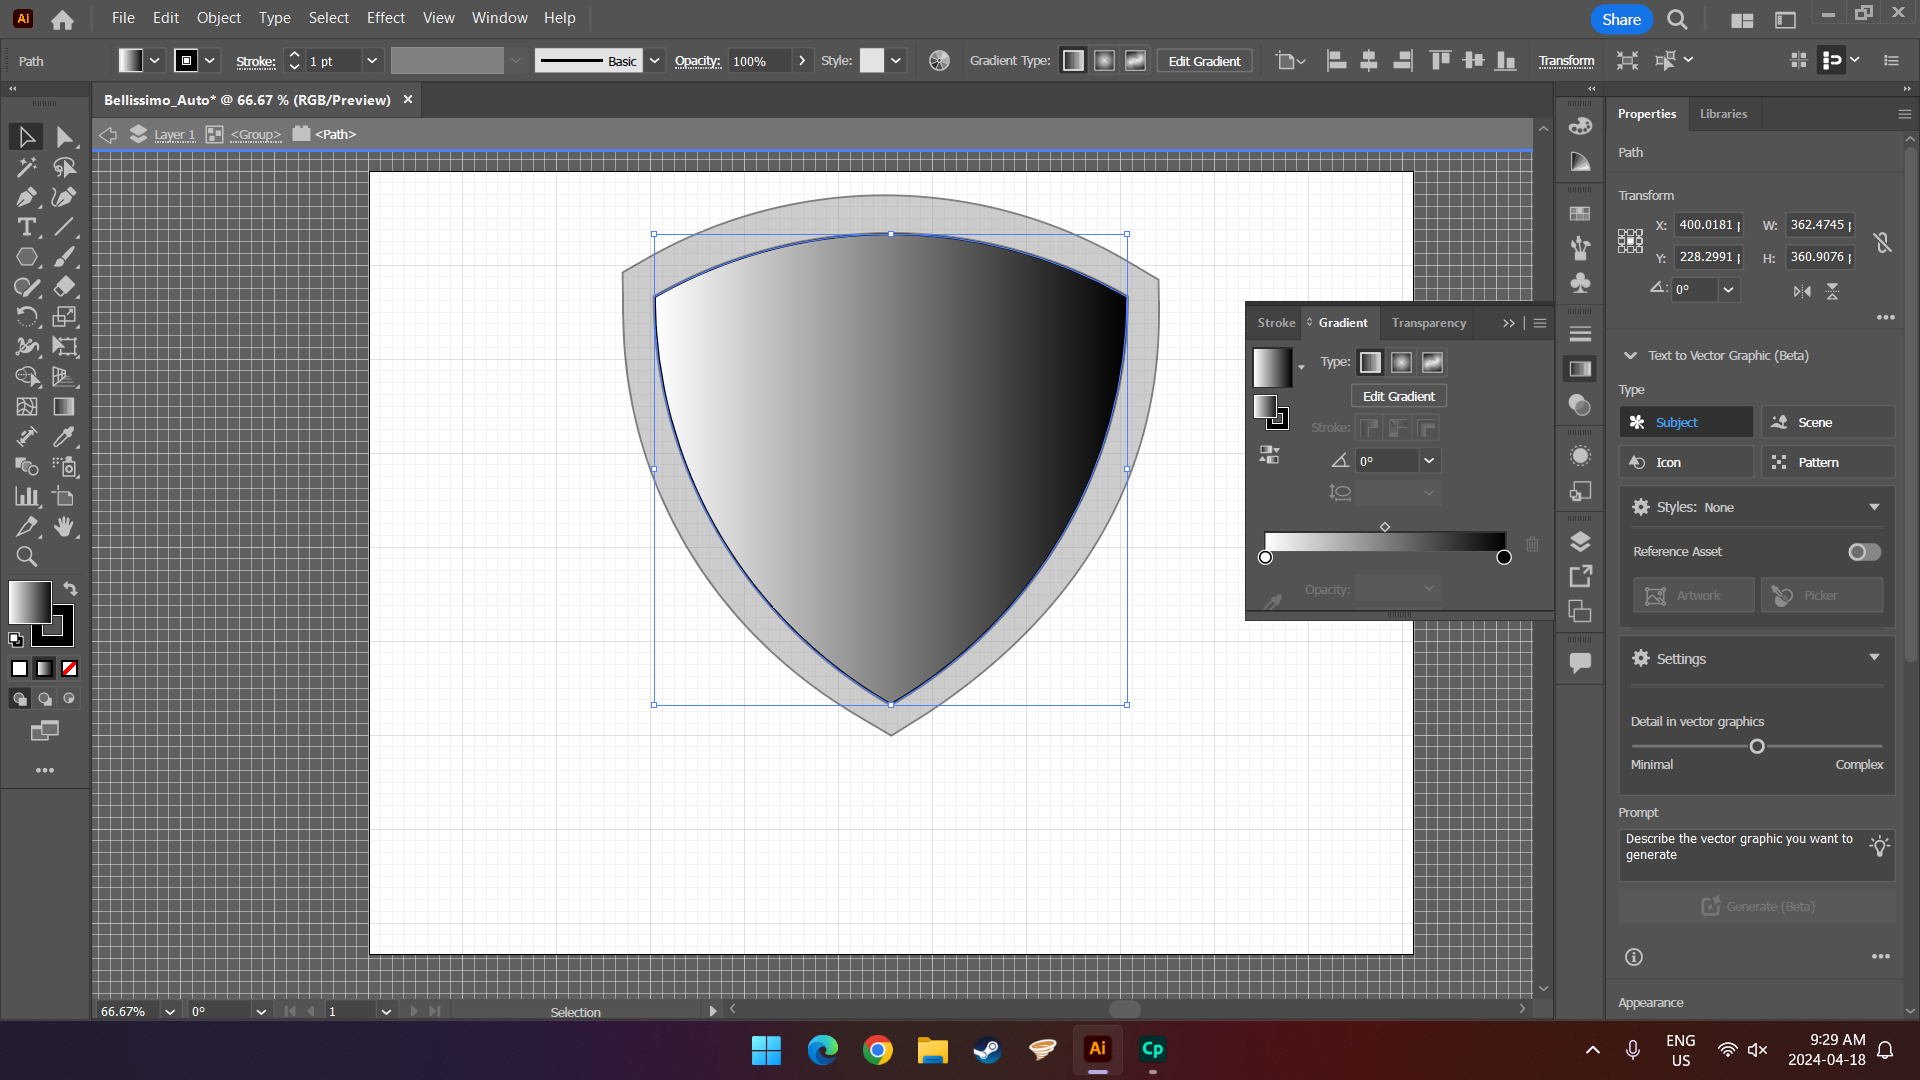 Ai File Edit Object Type Select Effect View Window Help Share
Path Stroke: 1 pt Basic Opacity: 100% Style: Gradient Type: Edit Gradient Transform
Bellissimo_Auto* @ 66.67 % (RGB/Preview) ×
Layer 1 <Group> <Path>
Properties Libraries
Path
Transform
X: 400.0181 p W: 362.4745 p
Y: 228.2991 p H: 360.9076 p
0°
Stroke Gradient Transparency
Type:
Edit Gradient
Stroke:
0°
Opacity:
Text to Vector Graphic (Beta)
Type
Subject Scene
Icon Pattern
Styles: None
Reference Asset
Artwork Picker
Settings
Detail in vector graphics
Minimal Complex
Prompt
Describe the vector graphic you want to
generate
Generate (Beta)
Appearance
66.67% 0° 1 Selection
Ai Cp
ENG
US
9:29 AM
2024-04-18